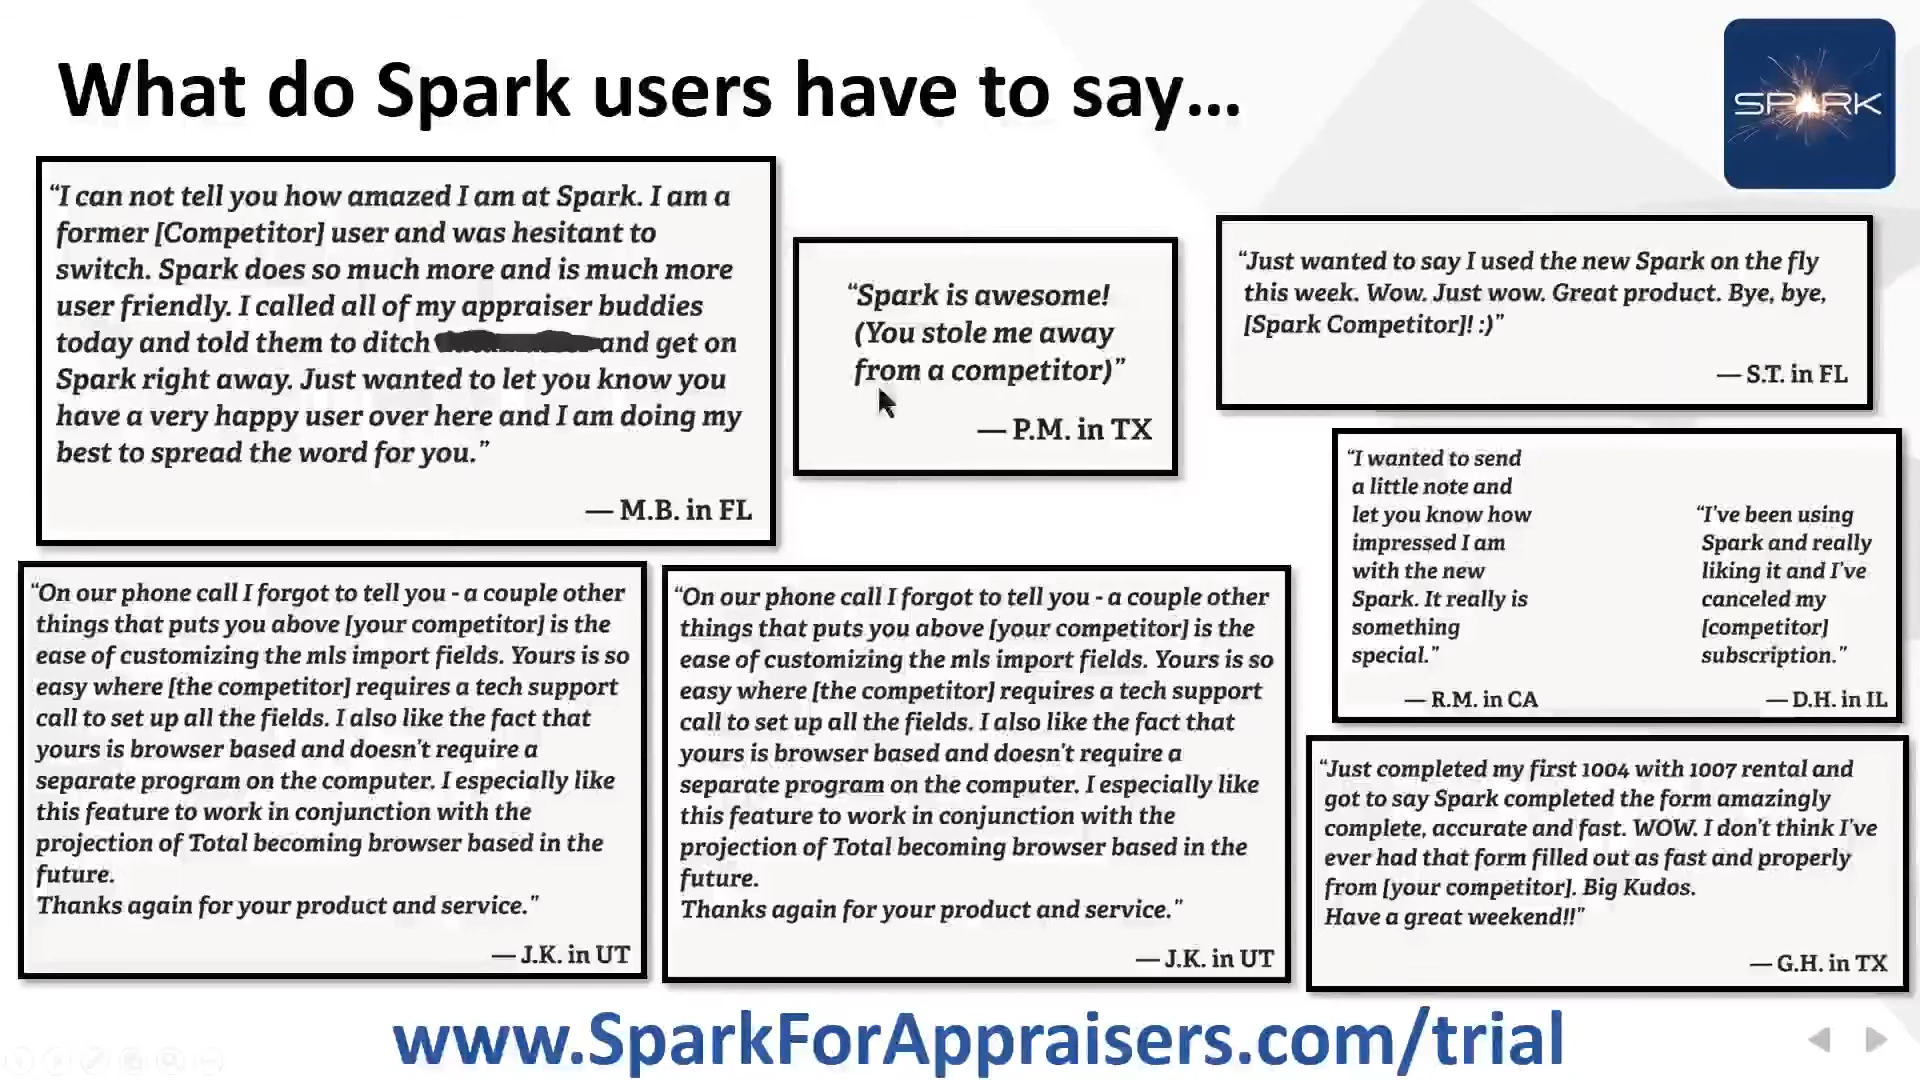 What do Spark users have to say...
SPARK
“I can not tell you how amazed I am at Spark. I am a
former [Competitor] user and was hesitant to
switch. Spark does so much more and is much more
user friendly. I called all of my appraiser buddies
today and told them to ditch and get on
Spark right away. Just wanted to let you know you
have a very happy user over here and I am doing my
best to spread the word for you.”
— M.B. in FL
“Spark is awesome!
(You stole me away
from a competitor)”
— P.M. in TX
“Just wanted to say I used the new Spark on the fly
this week. Wow. Just wow. Great product. Bye, bye,
[Spark Competitor]! :)”
— S.T. in FL
“I wanted to send
a little note and
let you know how
impressed I am
with the new
Spark. It really is
something
special.”
— R.M. in CA
“I’ve been using
Spark and really
liking it and I’ve
canceled my
[competitor]
subscription.”
— D.H. in IL
“On our phone call I forgot to tell you - a couple other
things that puts you above [your competitor] is the
ease of customizing the mls import fields. Yours is so
easy where [the competitor] requires a tech support
call to set up all the fields. I also like the fact that
yours is browser based and doesn’t require a
separate program on the computer. I especially like
this feature to work in conjunction with the
projection of Total becoming browser based in the
future.
Thanks again for your product and service.”
— J.K. in UT
“On our phone call I forgot to tell you - a couple other
things that puts you above [your competitor] is the
ease of customizing the mls import fields. Yours is so
easy where [the competitor] requires a tech support
call to set up all the fields. I also like the fact that
yours is browser based and doesn’t require a
separate program on the computer. I especially like
this feature to work in conjunction with the
projection of Total becoming browser based in the
future.
Thanks again for your product and service.”
— J.K. in UT
“Just completed my first 1004 with 1007 rental and
got to say Spark completed the form amazingly
complete, accurate and fast. WOW. I don’t think I’ve
ever had that form filled out as fast and properly
from [your competitor]. Big Kudos.
Have a great weekend!!”
— G.H. in TX
www.SparkForAppraisers.com/trial